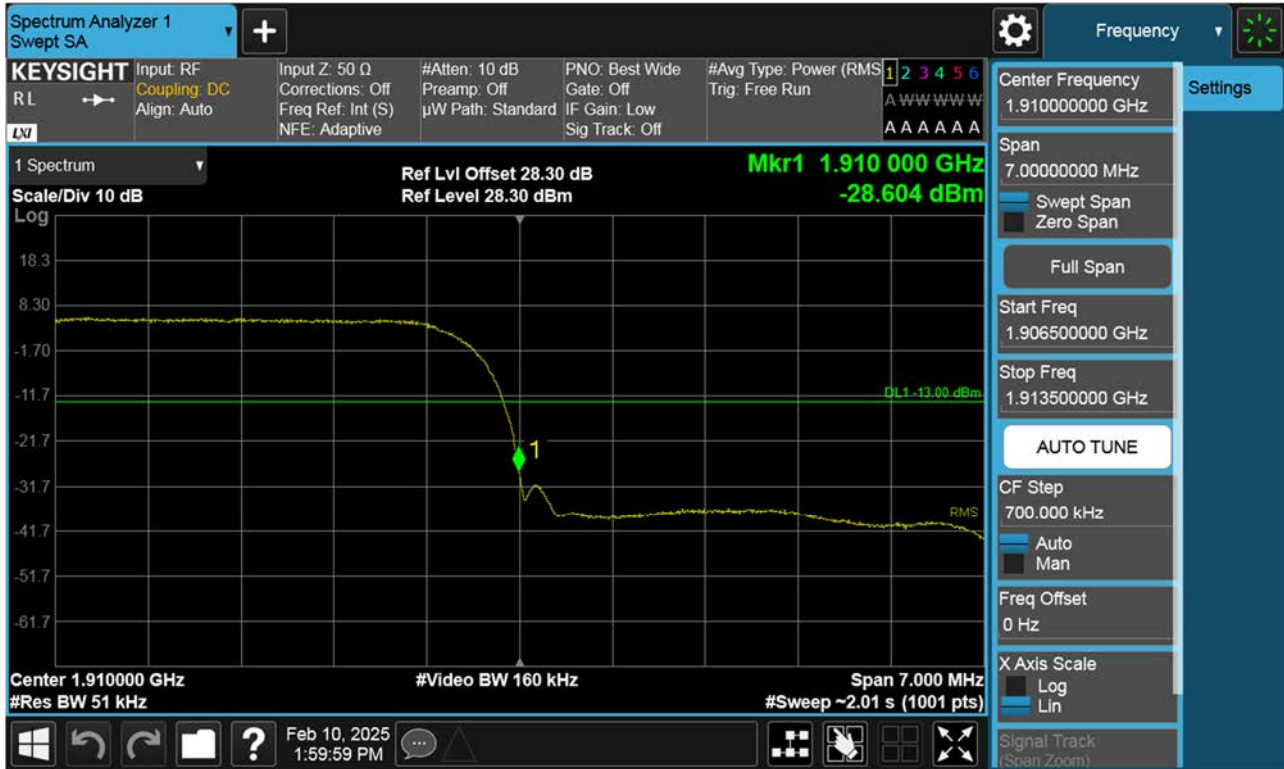 Spectrum Analyzer 1
Swept SA
+
Frequency
KEYSIGHT
RL
LXI
Input: RF
Coupling: DC
Align: Auto
Input Z: 50 Ω
Corrections: Off
Freq Ref: Int (S)
NFE: Adaptive
#Atten: 10 dB
Preamp: Off
µW Path: Standard
PNO: Best Wide
Gate: Off
IF Gain: Low
Sig Track: Off
#Avg Type: Power (RMS
Trig: Free Run
1 2 3 4 5 6
A W W W W W
A A A A A A
1 Spectrum
Scale/Div 10 dB
Ref Lvl Offset 28.30 dB
Ref Level 28.30 dBm
Mkr1 1.910 000 GHz
-28.604 dBm
Log
18.3
8.30
-1.70
-11.7
-21.7
-31.7
-41.7
-51.7
-61.7
DL1 -13.00 dBm
1
RMS
Center 1.910000 GHz
#Res BW 51 kHz
#Video BW 160 kHz
Span 7.000 MHz
#Sweep ~2.01 s (1001 pts)
Center Frequency
1.910000000 GHz
Settings
Span
7.00000000 MHz
Swept Span
Zero Span
Full Span
Start Freq
1.906500000 GHz
Stop Freq
1.913500000 GHz
AUTO TUNE
CF Step
700.000 kHz
Auto
Man
Freq Offset
0 Hz
X Axis Scale
Log
Lin
Signal Track
(Span Zoom)
?
Feb 10, 2025
1:59:59 PM